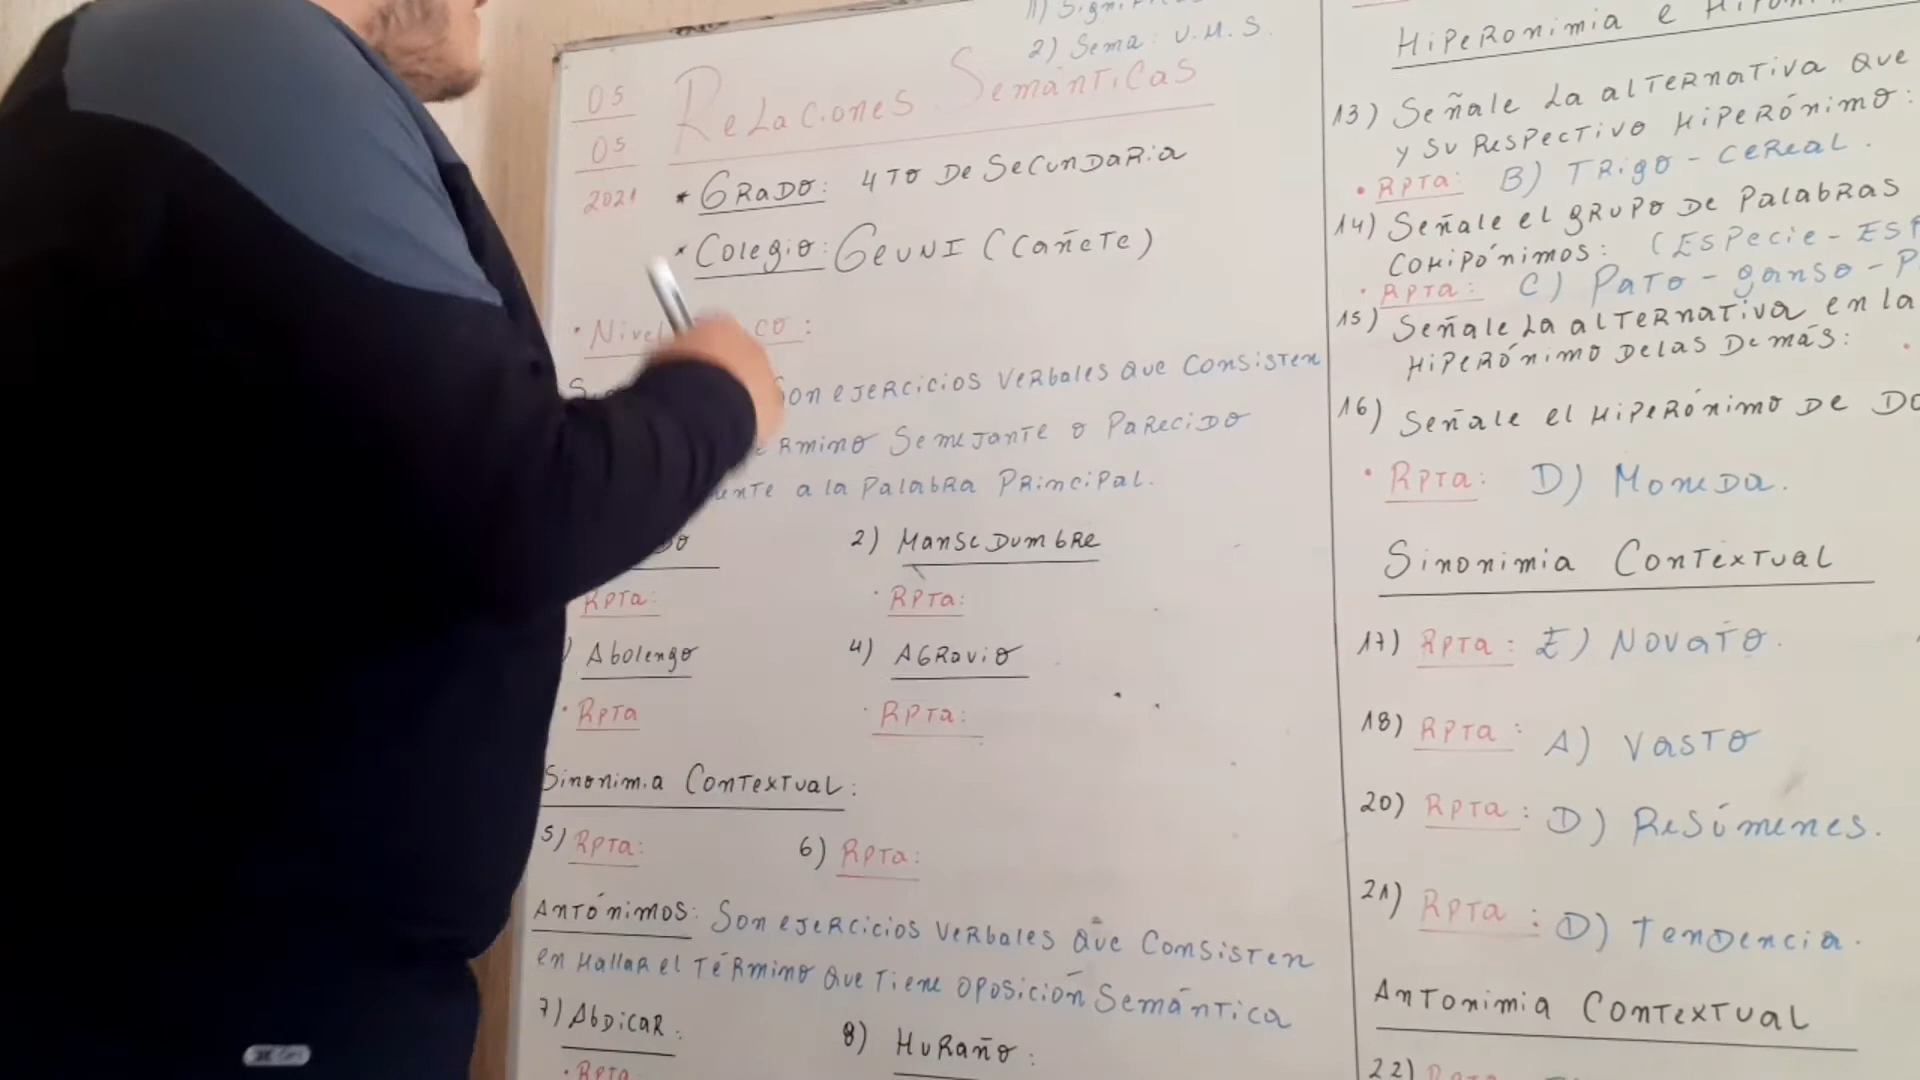 2) Sema: U.M.S.
05
05
2021
Relaciones Semánticas
* Grado: 4to de Secundaria
* Colegio: GEUNI (Cañete)
· Nivel
Son ejercicios verbales que consisten
semejante o parecido
a la palabra principal.
2) Mansedumbre
Rpta:
· Rpta:
Abolengo
4) Agravio
· Rpta
· Rpta:
Sinonimia Contextual:
5) Rpta:
6) Rpta:
Antónimos: Son ejercicios verbales que consisten
en hallar el término que tiene oposición semántica
7) Abdicar:
8) Huraño:
· Rpta
Hiperonimia e
13) Señale la alternativa que
y su respectivo hiperónimo:
· Rpta: B) Trigo - cereal.
14) Señale el grupo de palabras
cohipónimos: (Especie -
· Rpta: C) Pato - ganso -
15) Señale la alternativa en la
hiperónimo de las demás:
16) Señale el hiperónimo de
· Rpta: D) Moneda.
Sinonimia Contextual
17) Rpta: E) Novato.
18) Rpta: A) Vasto
20) Rpta: D) Resúmenes.
21) Rpta: D) Tendencia.
Antonimia Contextual
22)